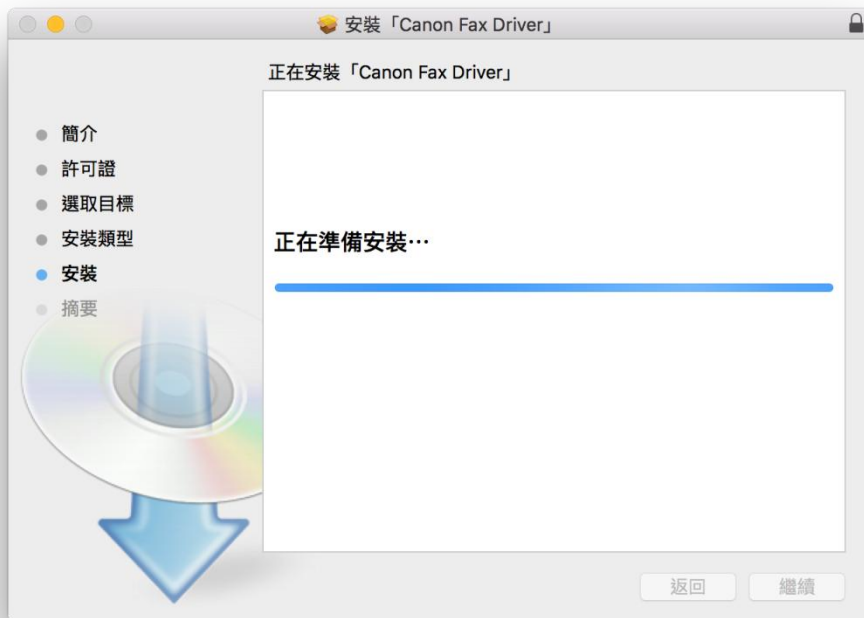 安裝「Canon Fax Driver」
正在安裝「Canon Fax Driver」
簡介
許可證
選取目標
安裝類型
安裝
摘要
正在準備安裝⋯
返回
繼續